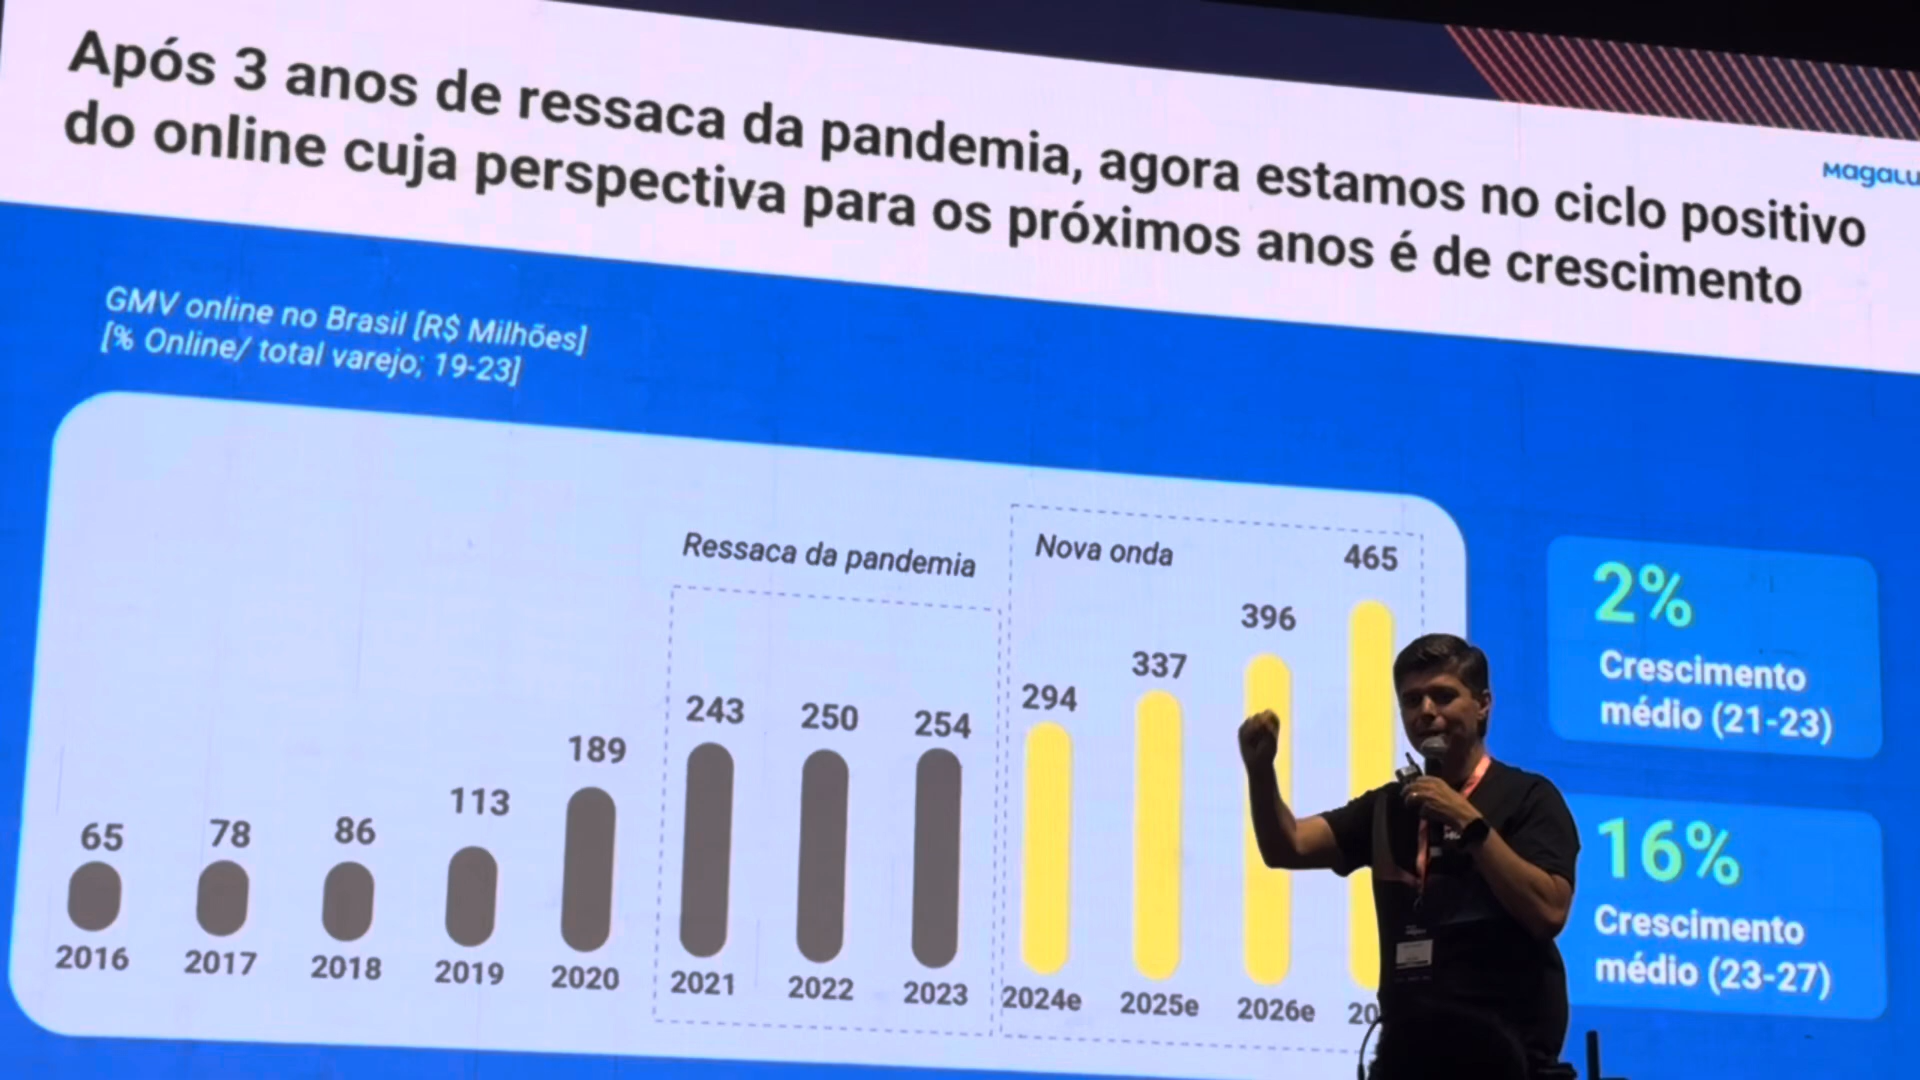 Após 3 anos de ressaca da pandemia, agora estamos no ciclo positivo
do online cuja perspectiva para os próximos anos é de crescimento
Magalu
GMV online no Brasil [R$ Milhões]
[% Online/ total varejo; 19-23]
Ressaca da pandemia
Nova onda
65
78
86
113
189
243
250
254
294
337
396
465
2016
2017
2018
2019
2020
2021
2022
2023
2024e
2025e
2026e
20
2%
Crescimento
médio (21-23)
16%
Crescimento
médio (23-27)